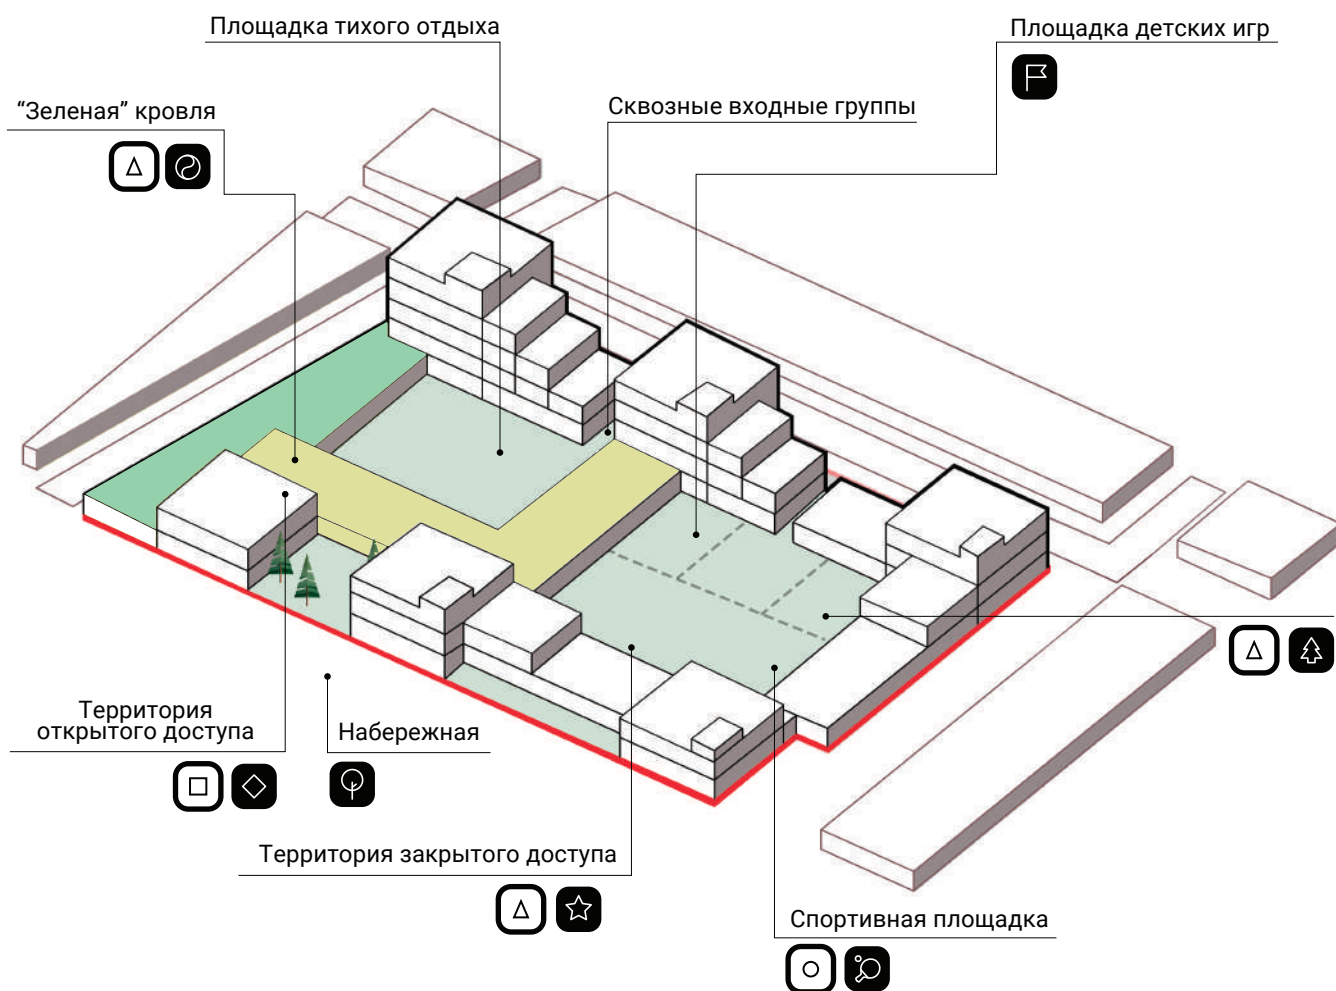 Площадка тихого отдыха
Площадка детских игр
“Зеленая” кровля
Сквозные входные группы
Территория
открытого доступа
Набережная
Территория закрытого доступа
Спортивная площадка